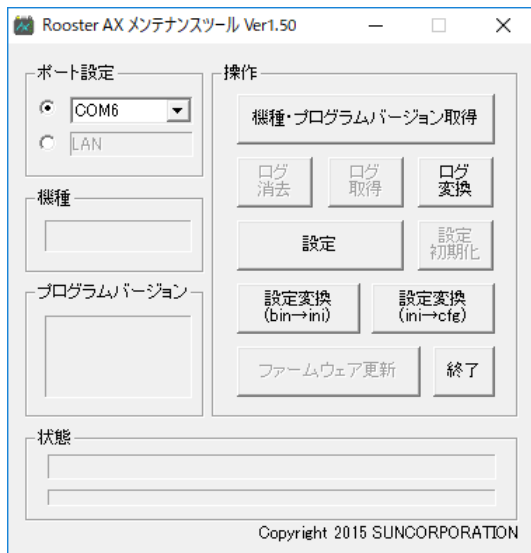 Rooster AX メンテナンスツール Ver1.50
ポート設定
COM6
LAN
機種
プログラムバージョン
操作
機種・プログラムバージョン取得
ログ
消去
ログ
取得
ログ
変換
設定
設定
初期化
設定変換
(bin→ini)
設定変換
(ini→cfg)
ファームウェア更新
終了
状態
Copyright 2015 SUNCORPORATION